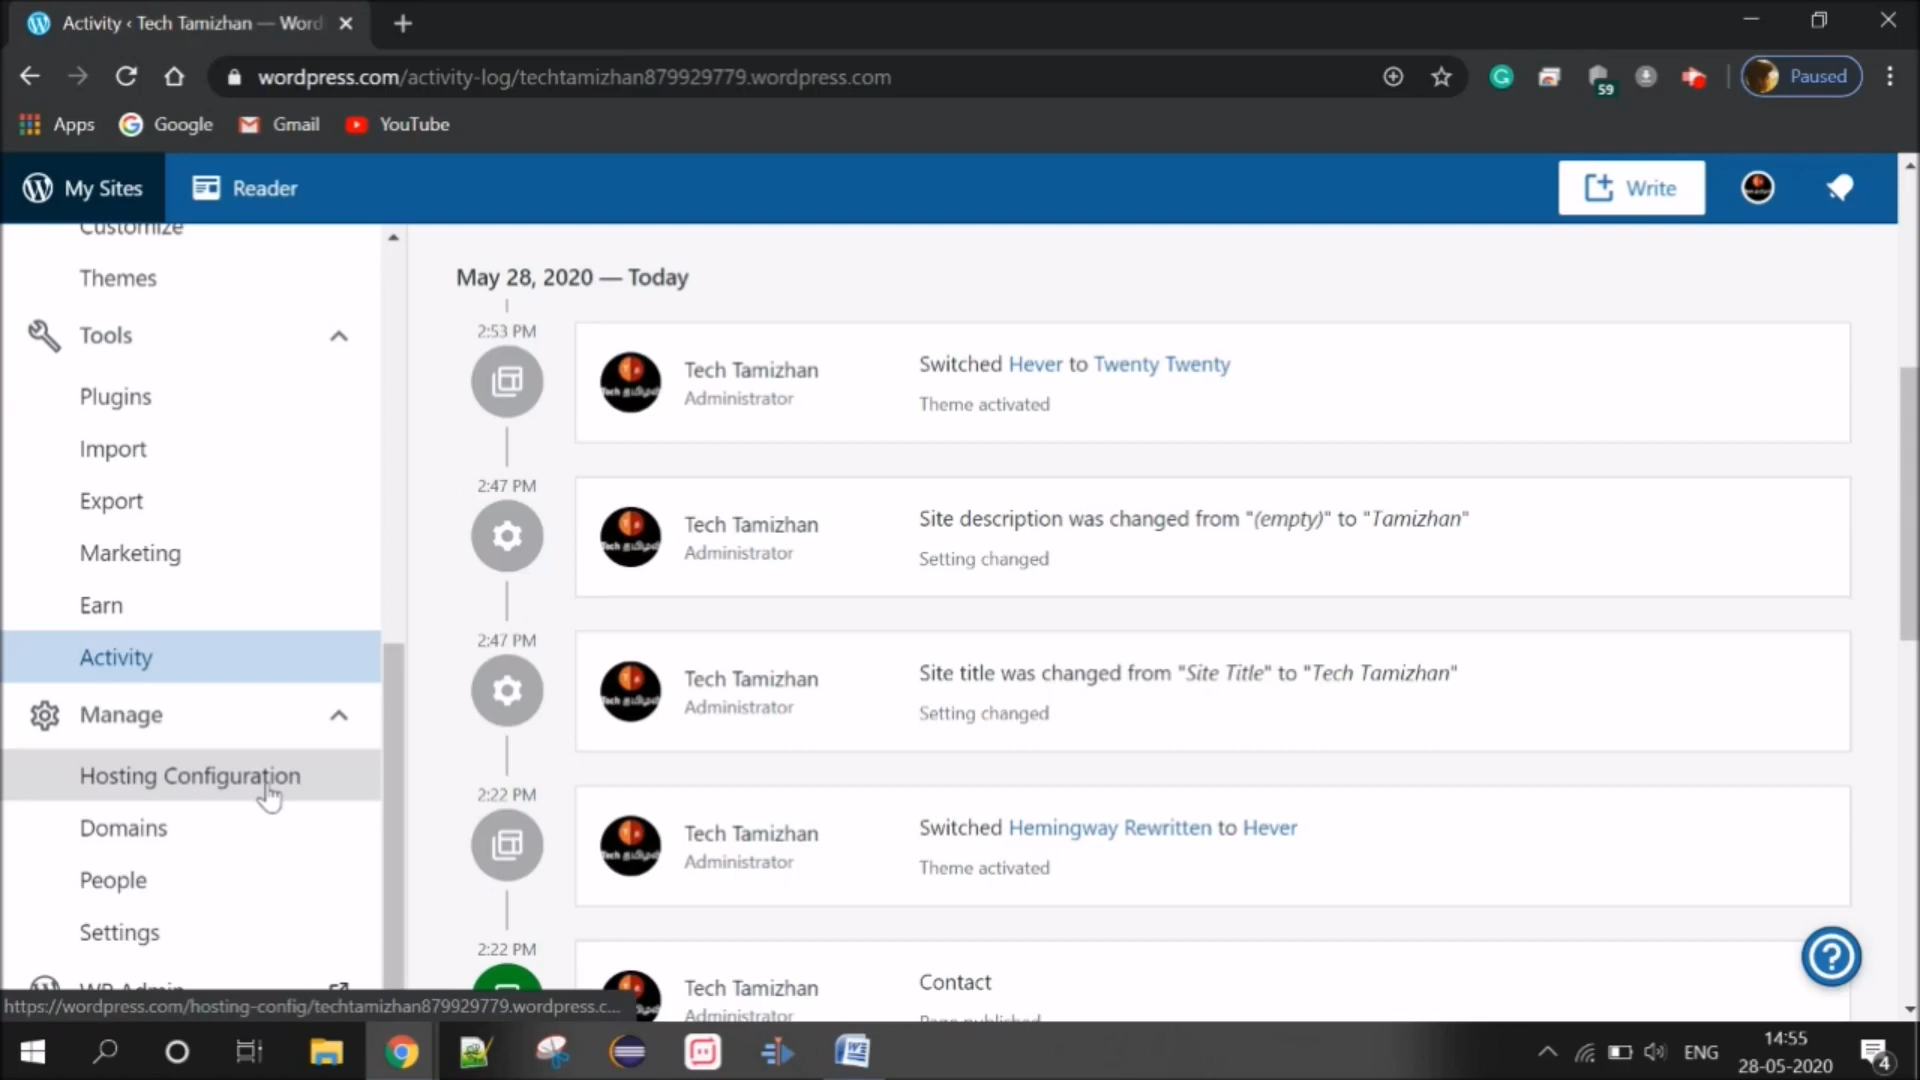 Activity ‹ Tech Tamizhan — Word
wordpress.com/activity-log/techtamizhan879929779.wordpress.com
59
Paused
Apps
Google
Gmail
YouTube
My Sites
Reader
Write
Customize
Themes
Tools
Plugins
Import
Export
Marketing
Earn
Activity
Manage
Hosting Configuration
Domains
People
Settings
WP Admin
May 28, 2020 — Today
2:53 PM
Tech Tamizhan
Administrator
Switched Hever to Twenty Twenty
Theme activated
2:47 PM
Tech Tamizhan
Administrator
Site description was changed from "(empty)" to "Tamizhan"
Setting changed
2:47 PM
Tech Tamizhan
Administrator
Site title was changed from "Site Title" to "Tech Tamizhan"
Setting changed
2:22 PM
Tech Tamizhan
Administrator
Switched Hemingway Rewritten to Hever
Theme activated
2:22 PM
Tech Tamizhan
Administrator
Contact
Page published
https://wordpress.com/hosting-config/techtamizhan879929779.wordpress.c...
ENG
14:55
28-05-2020
4